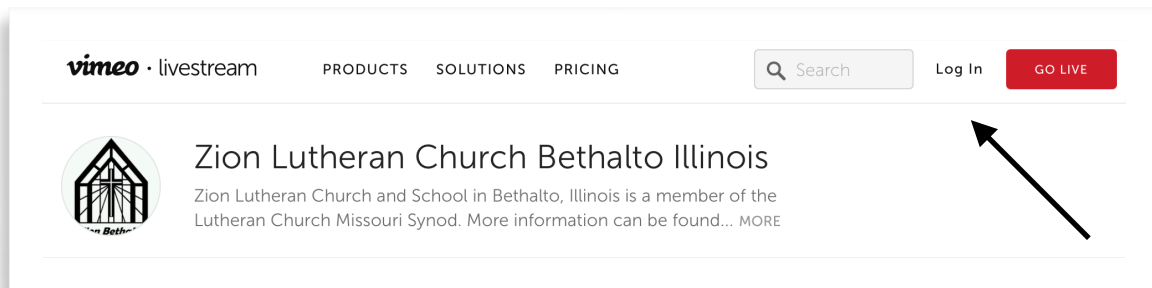 vimeo · livestream PRODUCTS SOLUTIONS PRICING Search Log In GO LIVE
Zion Lutheran Church Bethalto Illinois
Zion Lutheran Church and School in Bethalto, Illinois is a member of the
Lutheran Church Missouri Synod. More information can be found... MORE